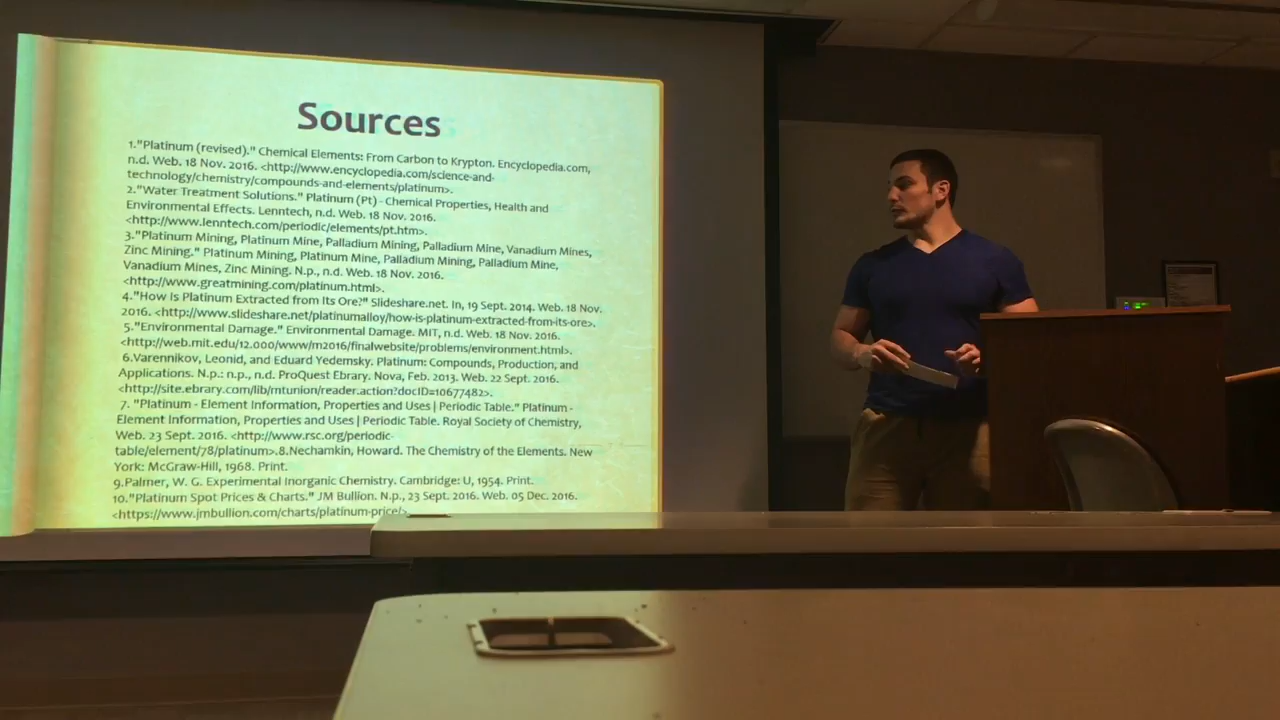 Sources
1."Platinum (revised)." Chemical Elements: From Carbon to Krypton. Encyclopedia.com,
n.d. Web. 18 Nov. 2016. <http://www.encyclopedia.com/science-and-
technology/chemistry/compounds-and-elements/platinum>.
2."Water Treatment Solutions." Platinum (Pt) - Chemical Properties, Health and
Environmental Effects. Lenntech, n.d. Web. 18 Nov. 2016.
<http://www.lenntech.com/periodic/elements/pt.htm>.
3."Platinum Mining, Platinum Mine, Palladium Mining, Palladium Mine, Vanadium Mines,
Zinc Mining." Platinum Mining, Platinum Mine, Palladium Mining, Palladium Mine,
Vanadium Mines, Zinc Mining. N.p., n.d. Web. 18 Nov. 2016.
<http://www.greatmining.com/platinum.html>.
4."How Is Platinum Extracted from Its Ore?" Slideshare.net. In, 19 Sept. 2014. Web. 18 Nov.
2016. <http://www.slideshare.net/platinumalloy/how-is-platinum-extracted-from-its-ore>.
5."Environmental Damage." Environmental Damage. MIT, n.d. Web. 18 Nov. 2016.
<http://web.mit.edu/12.000/www/m2016/finalwebsite/problems/environment.html>.
6.Varennikov, Leonid, and Eduard Yedemsky. Platinum: Compounds, Production, and
Applications. N.p.: n.p., n.d. ProQuest Ebrary. Nova, Feb. 2013. Web. 22 Sept. 2016.
<http://site.ebrary.com/lib/mtunion/reader.action?docID=10677482>.
7. "Platinum - Element Information, Properties and Uses | Periodic Table." Platinum -
Element Information, Properties and Uses | Periodic Table. Royal Society of Chemistry,
Web. 23 Sept. 2016. <http://www.rsc.org/periodic-
table/element/78/platinum>.8.Nechamkin, Howard. The Chemistry of the Elements. New
York: McGraw-Hill, 1968. Print.
9.Palmer, W. G. Experimental Inorganic Chemistry. Cambridge: U, 1954. Print.
10."Platinum Spot Prices & Charts." JM Bullion. N.p., 23 Sept. 2016. Web. 05 Dec. 2016.
<https://www.jmbullion.com/charts/platinum-price/>